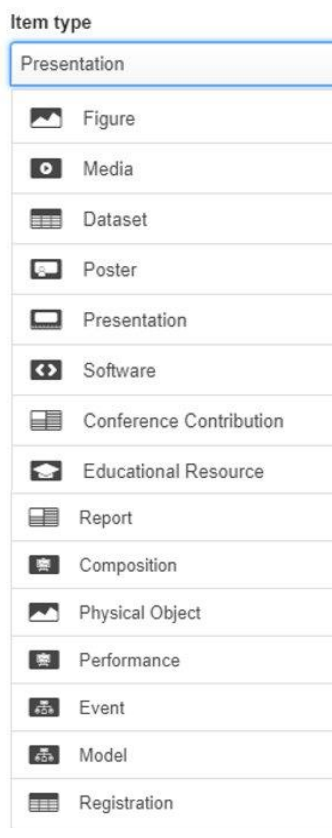 Item type
Presentation
Figure
Media
Dataset
Poster
Presentation
Software
Conference Contribution
Educational Resource
Report
Composition
Physical Object
Performance
Event
Model
Registration